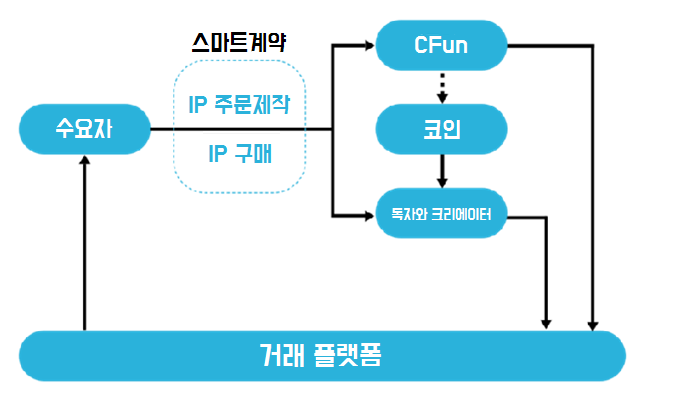 스마트계약
CFun
IP 주문제작
수요자
코인
IP 구매
독자와 크리에이터
거래 플랫폼